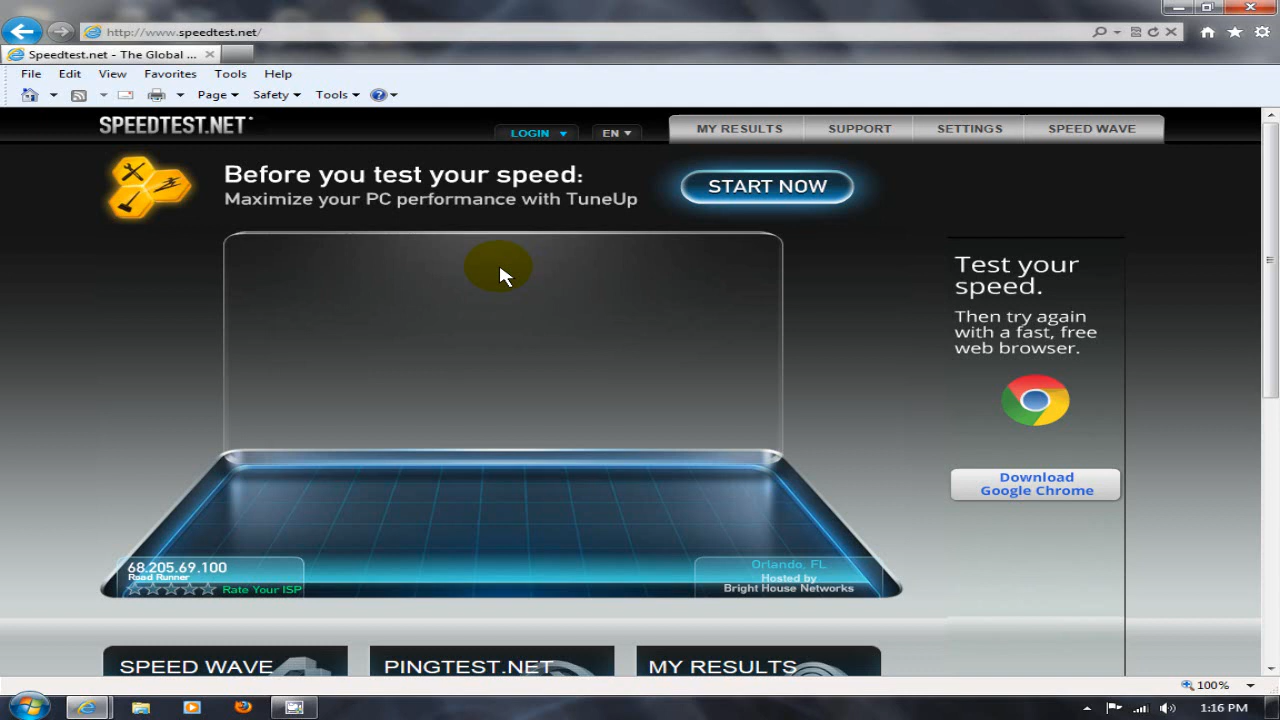 http://www.speedtest.net/
Speedtest.net - The Global ...
File Edit View Favorites Tools Help
Page Safety Tools
SPEEDTEST.NET
LOGIN EN MY RESULTS SUPPORT SETTINGS SPEED WAVE
Before you test your speed:
Maximize your PC performance with TuneUp
START NOW
Test your
speed.
Then try again
with a fast, free
web browser.
Download
Google Chrome
68.205.69.100
Road Runner
Rate Your ISP
Orlando, FL
Hosted by
Bright House Networks
SPEED WAVE PINGTEST.NET MY RESULTS
100%
1:16 PM